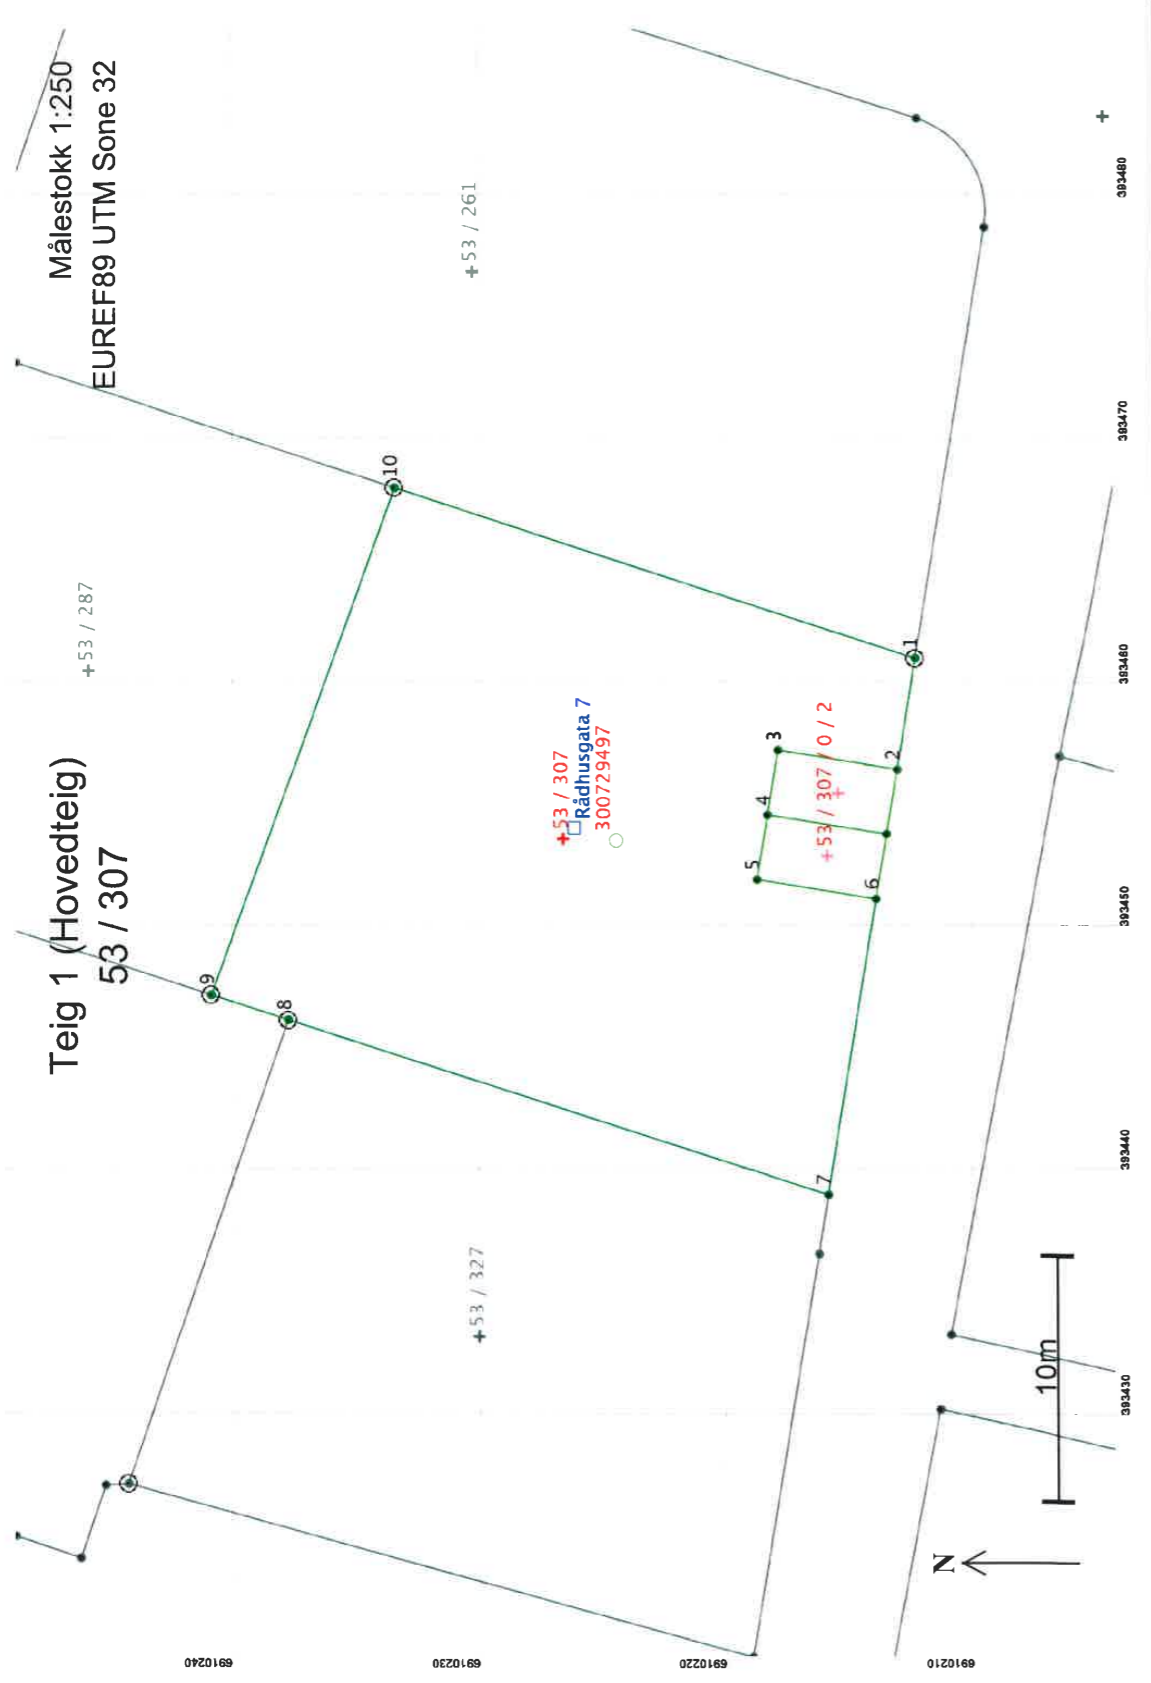 Teig 1 (Hovedteig)
53 / 307
Målestokk 1:250
EUREF89 UTM Sone 32
+53 / 287
+53 / 261
+53 / 327
+53 / 307
Rådhusgata 7
300729497
+53 / 307 / 0 / 2
1
2
3
4
5
6
7
8
9
10
N
10m
6910240
6910230
6910220
6910210
393430
393440
393450
393460
393470
393480